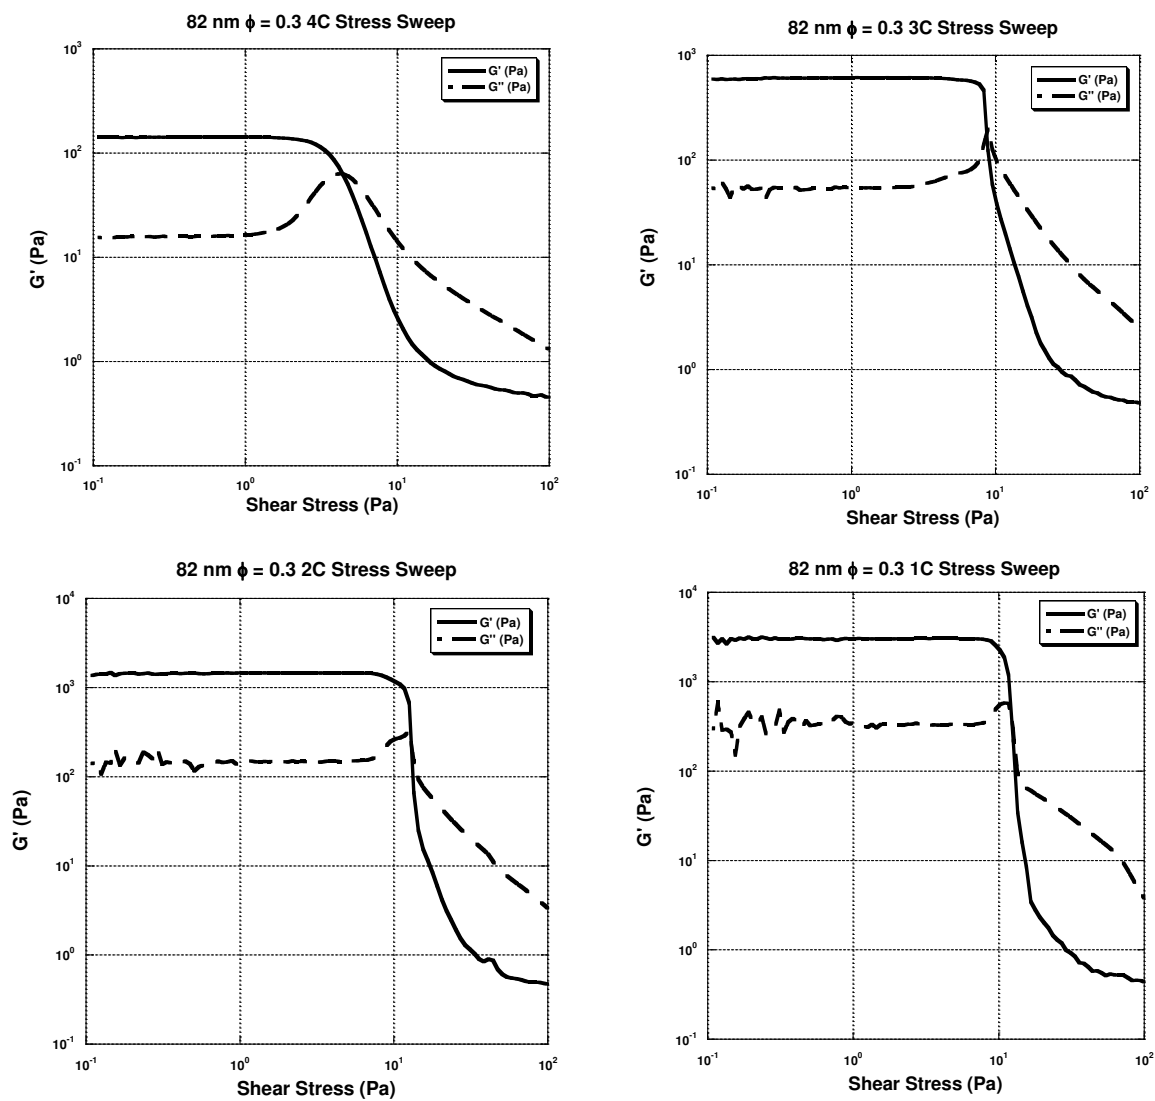 82 nm ϕ = 0.3 4C Stress Sweep
10³
10²
10¹
10⁰
10⁻¹
G' (Pa)
G' (Pa)
G'' (Pa)
10⁻¹
10⁰
10¹
10²
Shear Stress (Pa)
82 nm ϕ = 0.3 3C Stress Sweep
10³
10²
10¹
10⁰
10⁻¹
G' (Pa)
G' (Pa)
G'' (Pa)
10⁻¹
10⁰
10¹
10²
Shear Stress (Pa)
82 nm ϕ = 0.3 2C Stress Sweep
10⁴
10³
10²
10¹
10⁰
10⁻¹
G' (Pa)
G' (Pa)
G'' (Pa)
10⁻¹
10⁰
10¹
10²
Shear Stress (Pa)
82 nm ϕ = 0.3 1C Stress Sweep
10⁴
10³
10²
10¹
10⁰
10⁻¹
G' (Pa)
G' (Pa)
G'' (Pa)
10⁻¹
10⁰
10¹
10²
Shear Stress (Pa)